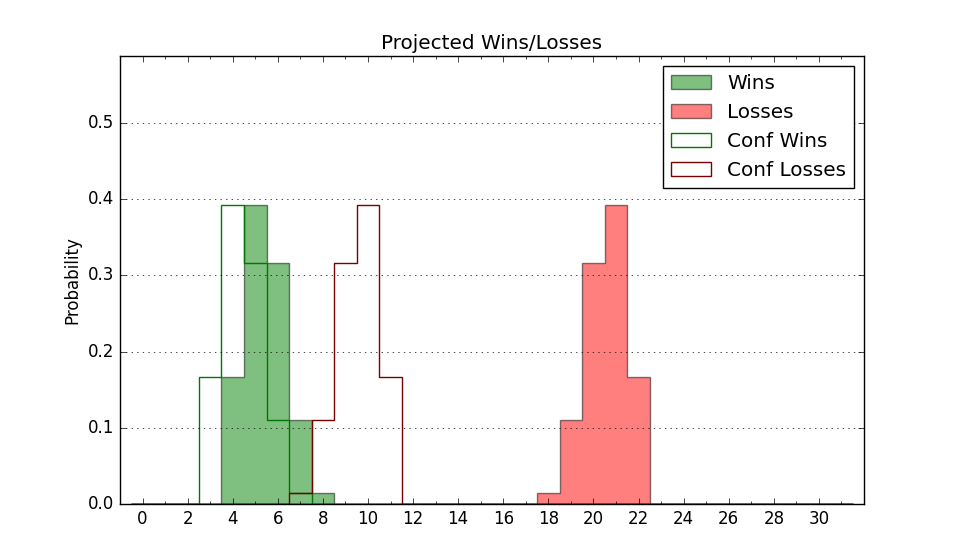 Projected Wins/Losses
Wins
Losses
Conf Wins
Conf Losses
Probability
0.5
0.4
0.3
0.2
0.1
0.0
0 2 4 6 8 10 12 14 16 18 20 22 24 26 28 30